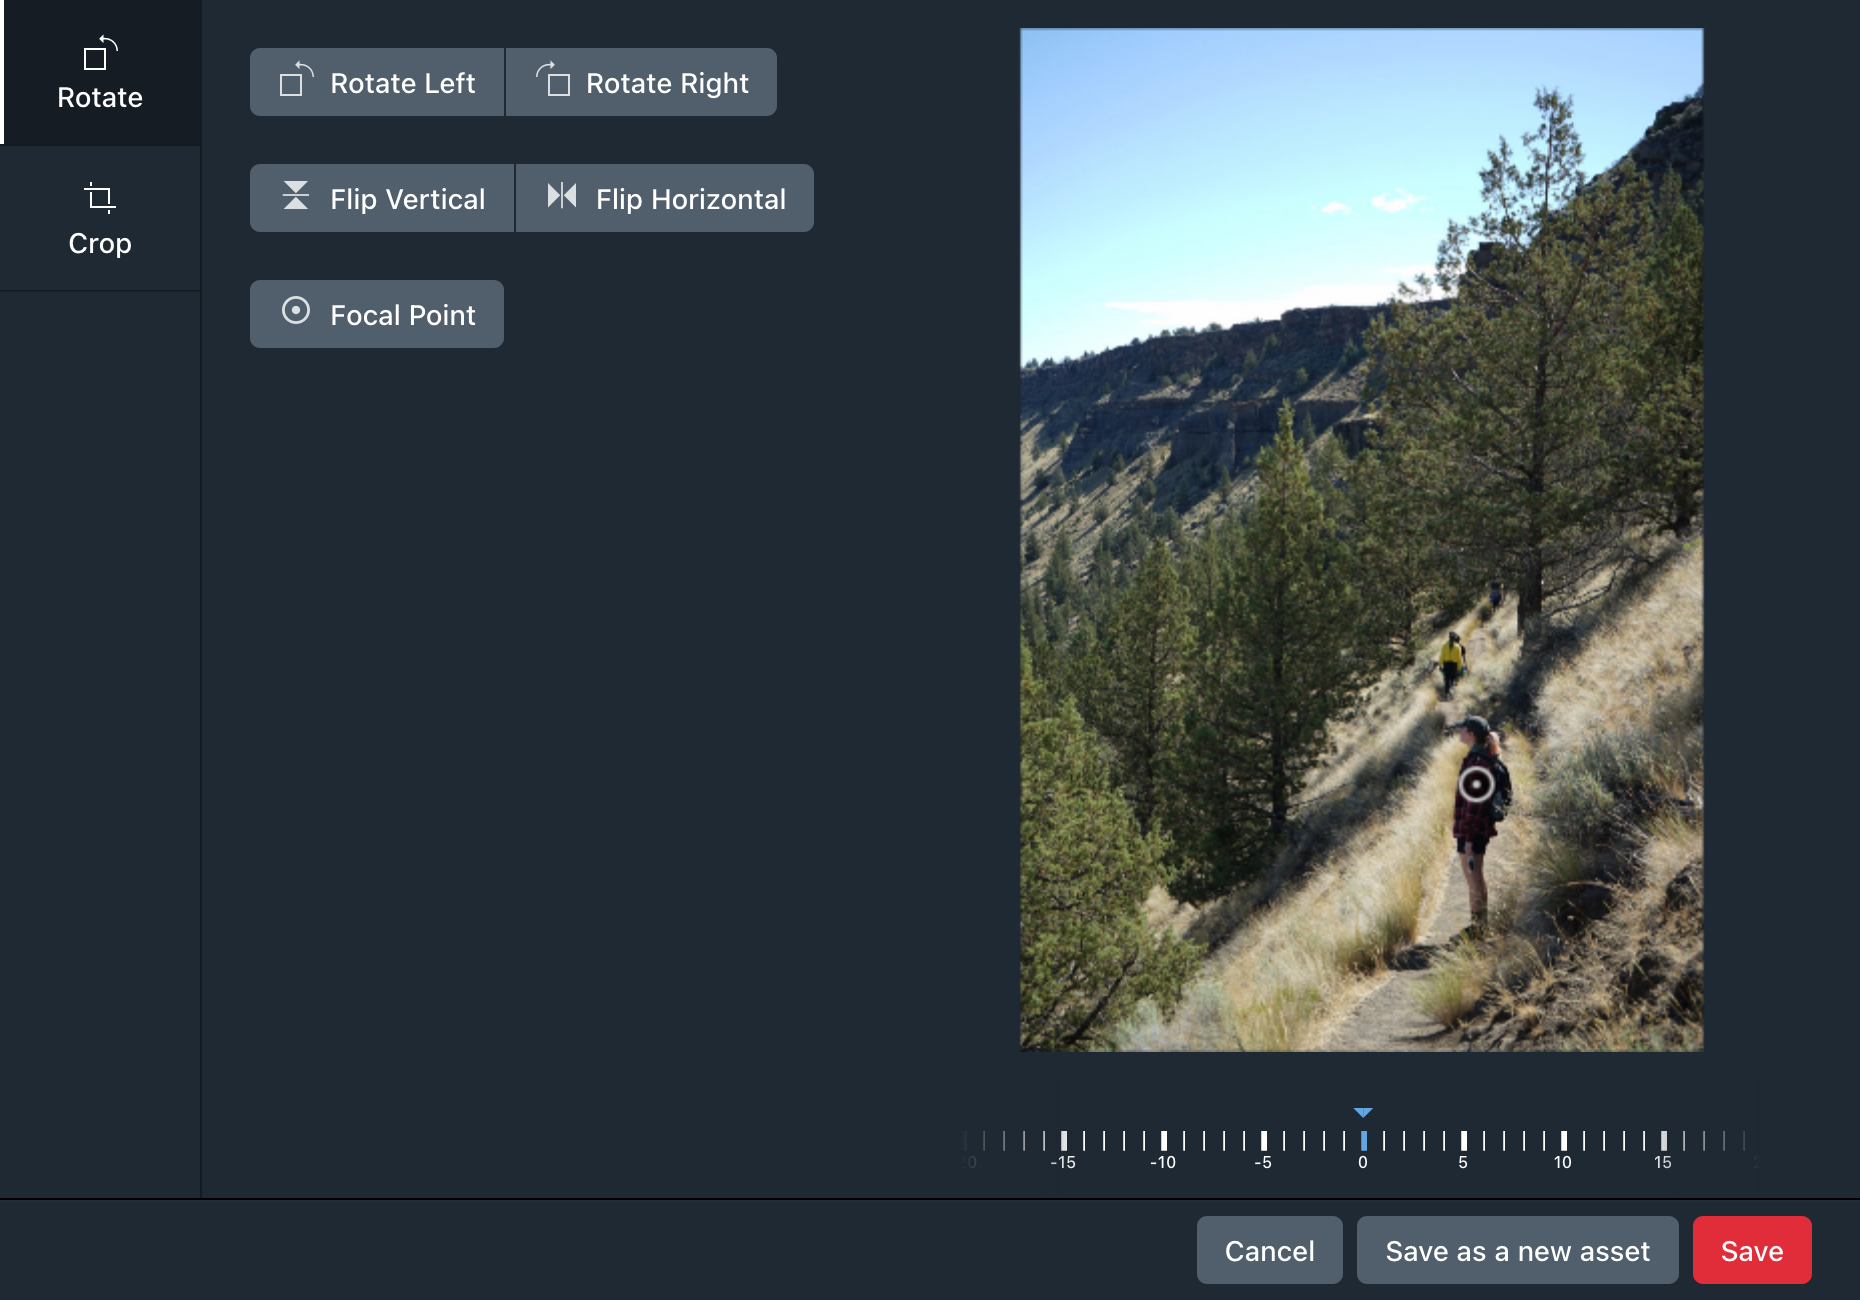 Rotate
Crop
Rotate Left
Rotate Right
Flip Vertical
Flip Horizontal
Focal Point
-15 -10 -5 0 5 10 15
Cancel
Save as a new asset
Save